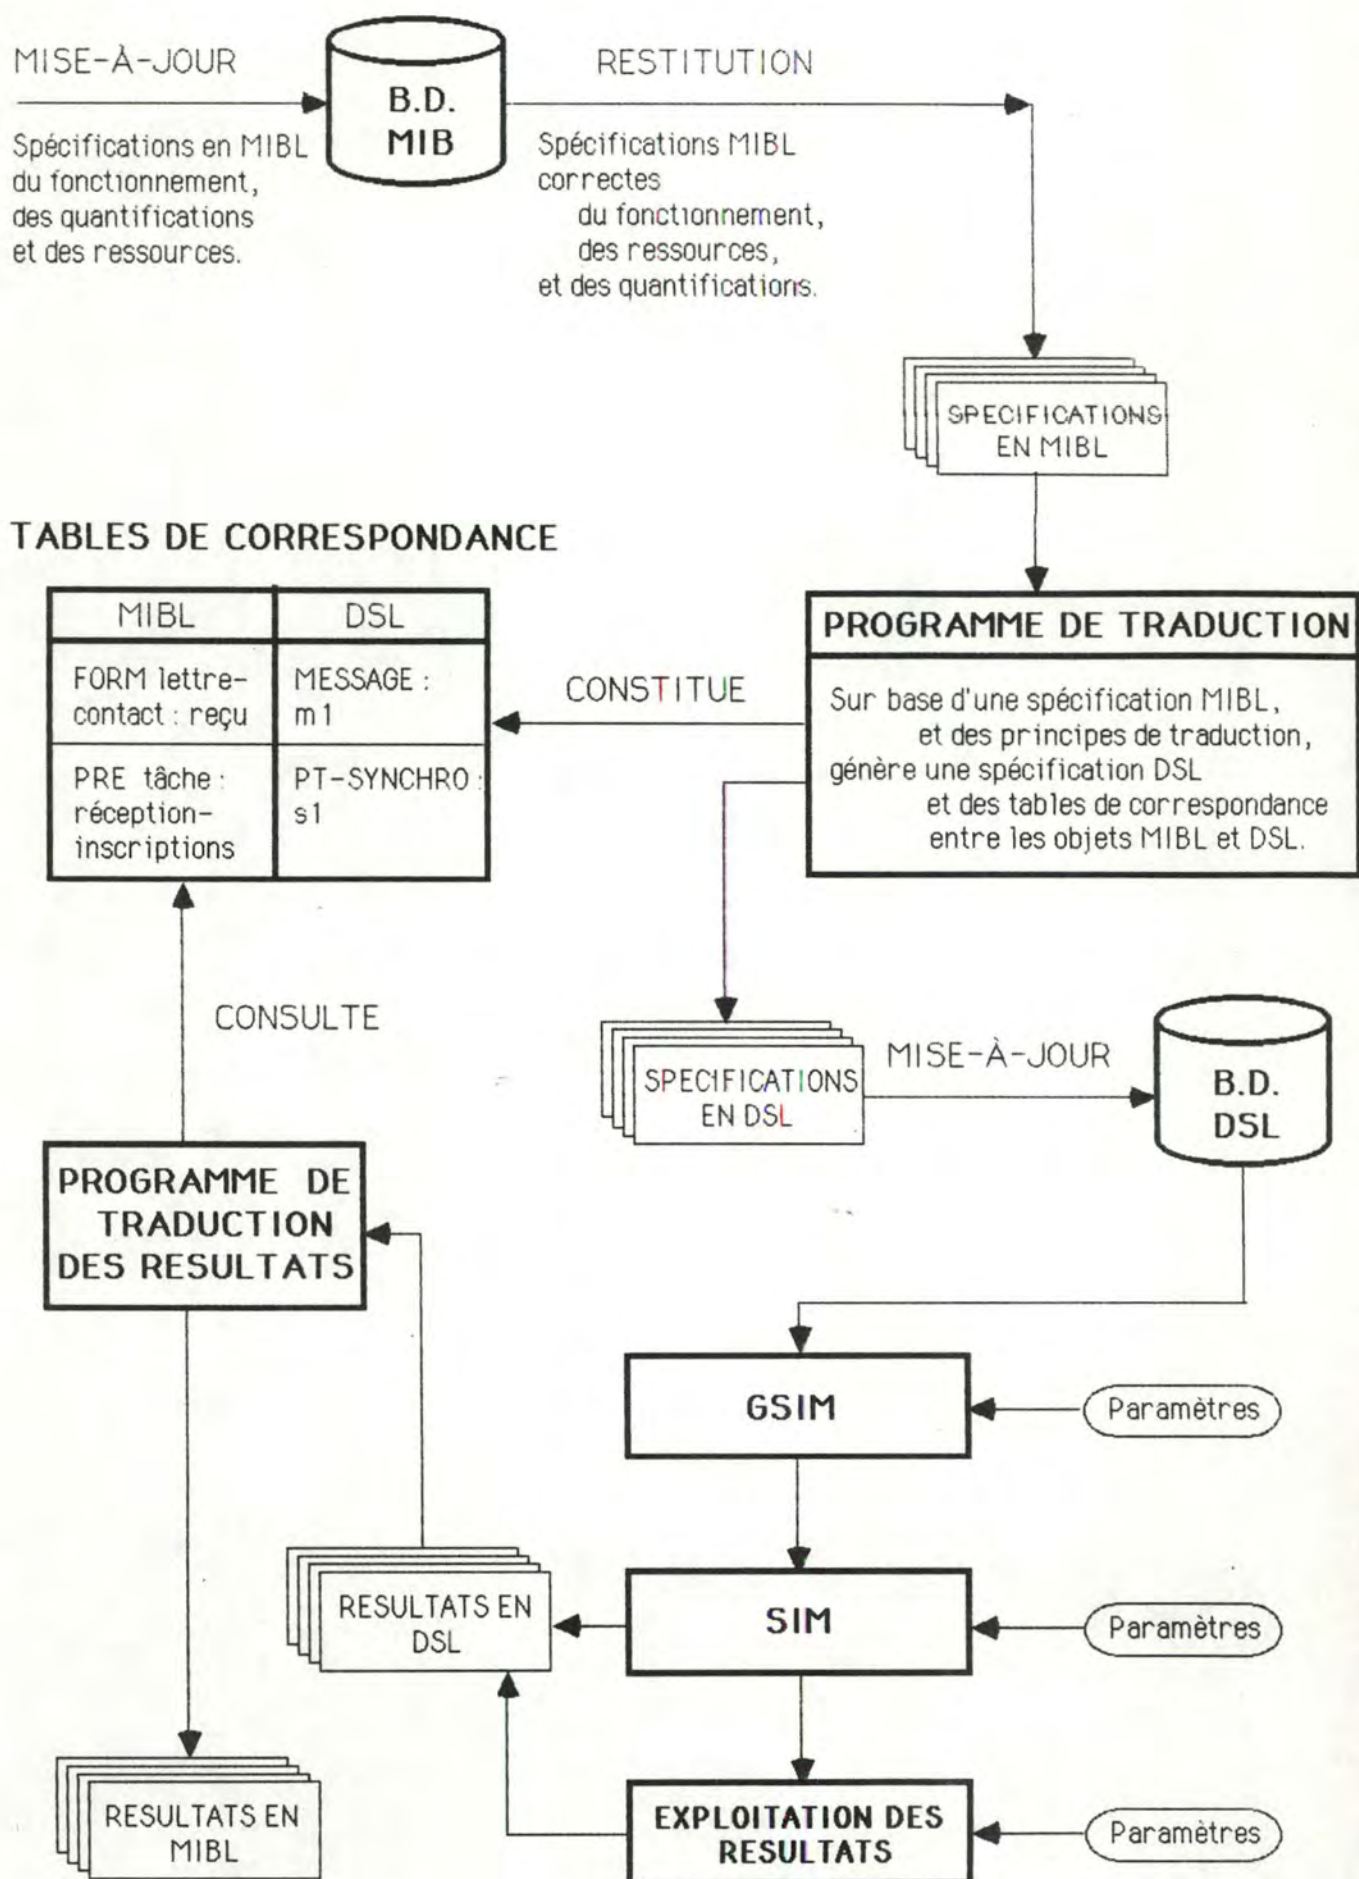 MISE-À-JOUR
B.D.
MIB
RESTITUTION
Spécifications en MIBL
du fonctionnement,
des quantifications
et des ressources.
Spécifications MIBL
correctes
du fonctionnement,
des ressources,
et des quantifications.
SPECIFICATIONS
EN MIBL
TABLES DE CORRESPONDANCE
MIBL
DSL
FORM lettre-
contact : reçu
MESSAGE :
m1
PRE tâche :
réception-
inscriptions
PT-SYNCHRO :
s1
CONSTITUE
PROGRAMME DE TRADUCTION
Sur base d'une spécification MIBL,
et des principes de traduction,
génère une spécification DSL
et des tables de correspondance
entre les objets MIBL et DSL.
CONSULTE
SPECIFICATIONS
EN DSL
MISE-À-JOUR
B.D.
DSL
PROGRAMME DE
TRADUCTION
DES RESULTATS
GSIM
Paramètres
RESULTATS EN
DSL
SIM
Paramètres
RESULTATS EN
MIBL
EXPLOITATION DES
RESULTATS
Paramètres